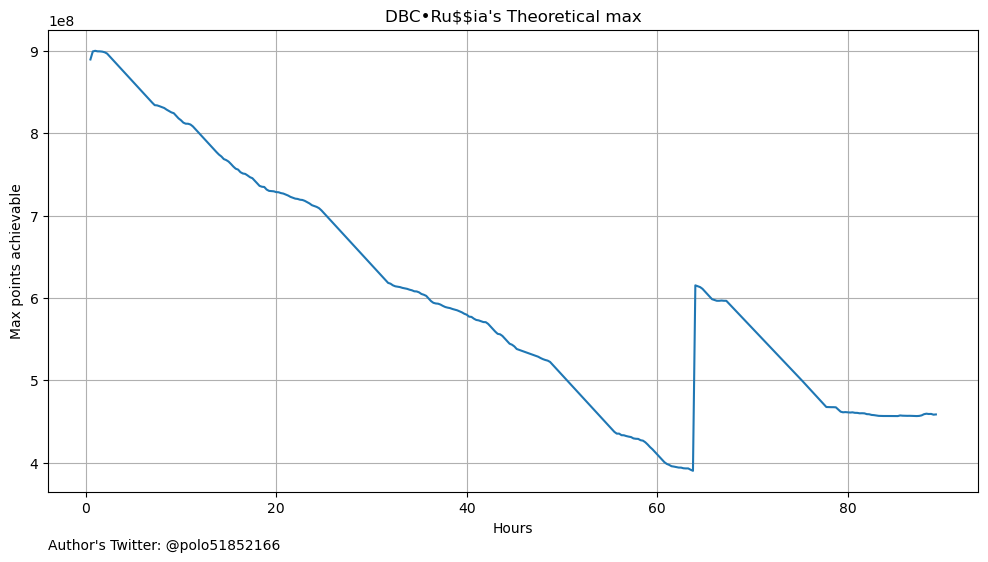 DBC•Ru$$ia's Theoretical max
1e8
9
8
7
6
5
4
Max points achievable
0 20 40 60 80
Hours
Author's Twitter: @polo51852166